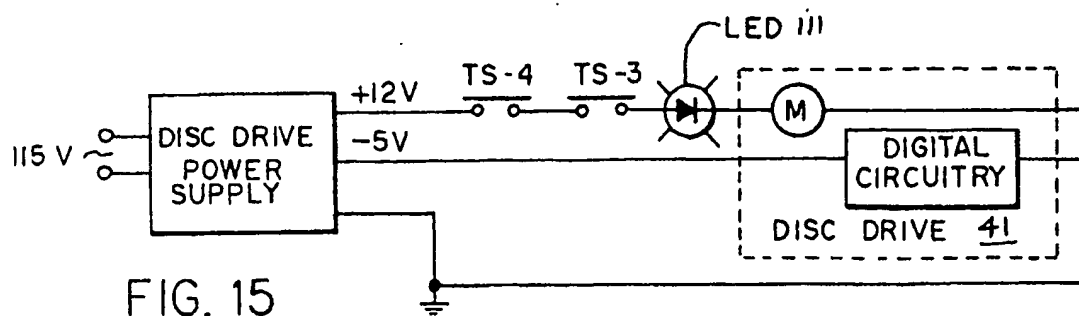 LED 111
TS-4
TS-3
+12V
-5V
115 V ~
DISC DRIVE
POWER
SUPPLY
M
DIGITAL
CIRCUITRY
DISC DRIVE 41
FIG. 15